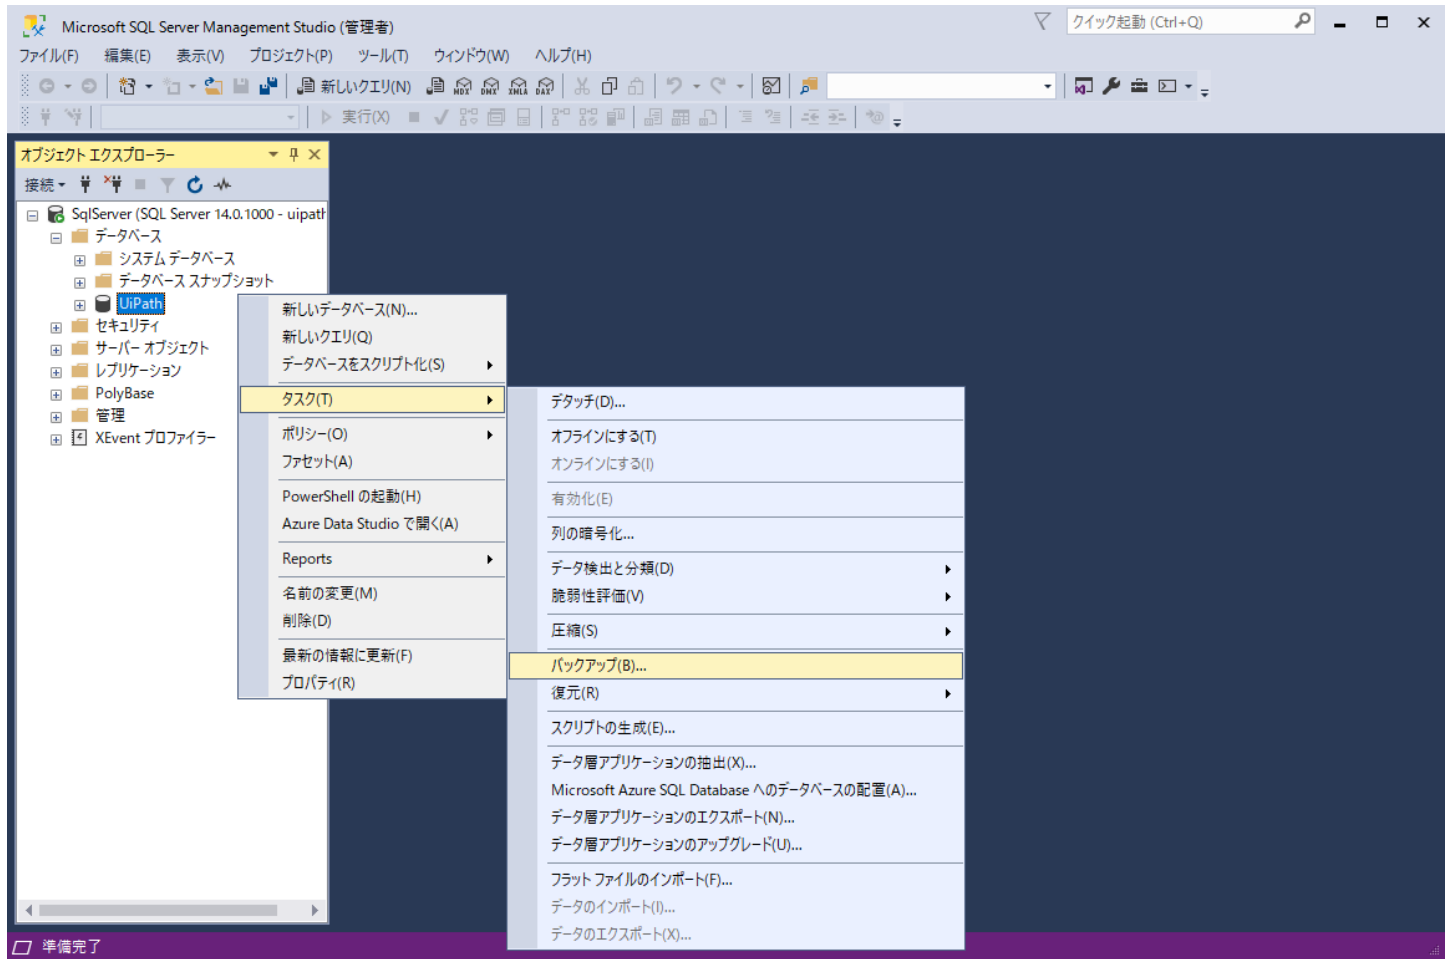 Microsoft SQL Server Management Studio (管理者)
クイック起動 (Ctrl+Q)
ファイル(F) 編集(E) 表示(V) プロジェクト(P) ツール(T) ウィンドウ(W) ヘルプ(H)
新しいクエリ(N) MDX DMX XMLA DAX
実行(X)
オブジェクト エクスプローラー
接続
SqlServer (SQL Server 14.0.1000 - uipath
データベース
システム データベース
データベース スナップショット
UiPath
セキュリティ
サーバー オブジェクト
レプリケーション
PolyBase
管理
XEvent プロファイラー
新しいデータベース(N)...
新しいクエリ(Q)
データベースをスクリプト化(S)
タスク(T)
ポリシー(O)
ファセット(A)
PowerShell の起動(H)
Azure Data Studio で開く(A)
Reports
名前の変更(M)
削除(D)
最新の情報に更新(F)
プロパティ(R)
デタッチ(D)...
オフラインにする(T)
オンラインにする(I)
有効化(E)
列の暗号化...
データ検出と分類(D)
脆弱性評価(V)
圧縮(S)
バックアップ(B)...
復元(R)
スクリプトの生成(E)...
データ層アプリケーションの抽出(X)...
Microsoft Azure SQL Database へのデータベースの配置(A)...
データ層アプリケーションのエクスポート(N)...
データ層アプリケーションのアップグレード(U)...
フラット ファイルのインポート(F)...
データのインポート(I)...
データのエクスポート(X)...
準備完了